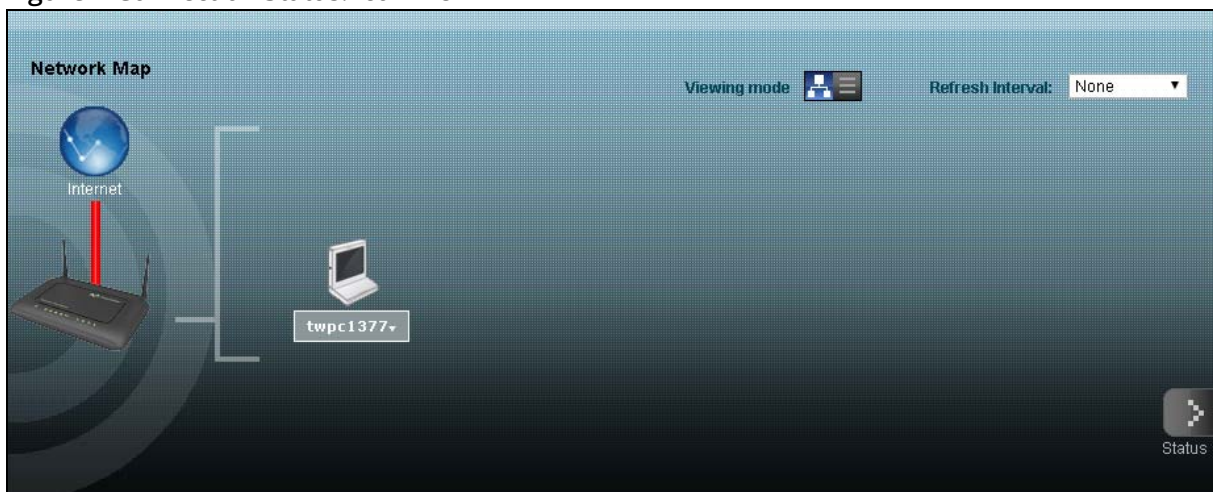 Network Map
Viewing mode
Refresh Interval: None
Internet
twpc1377
Status